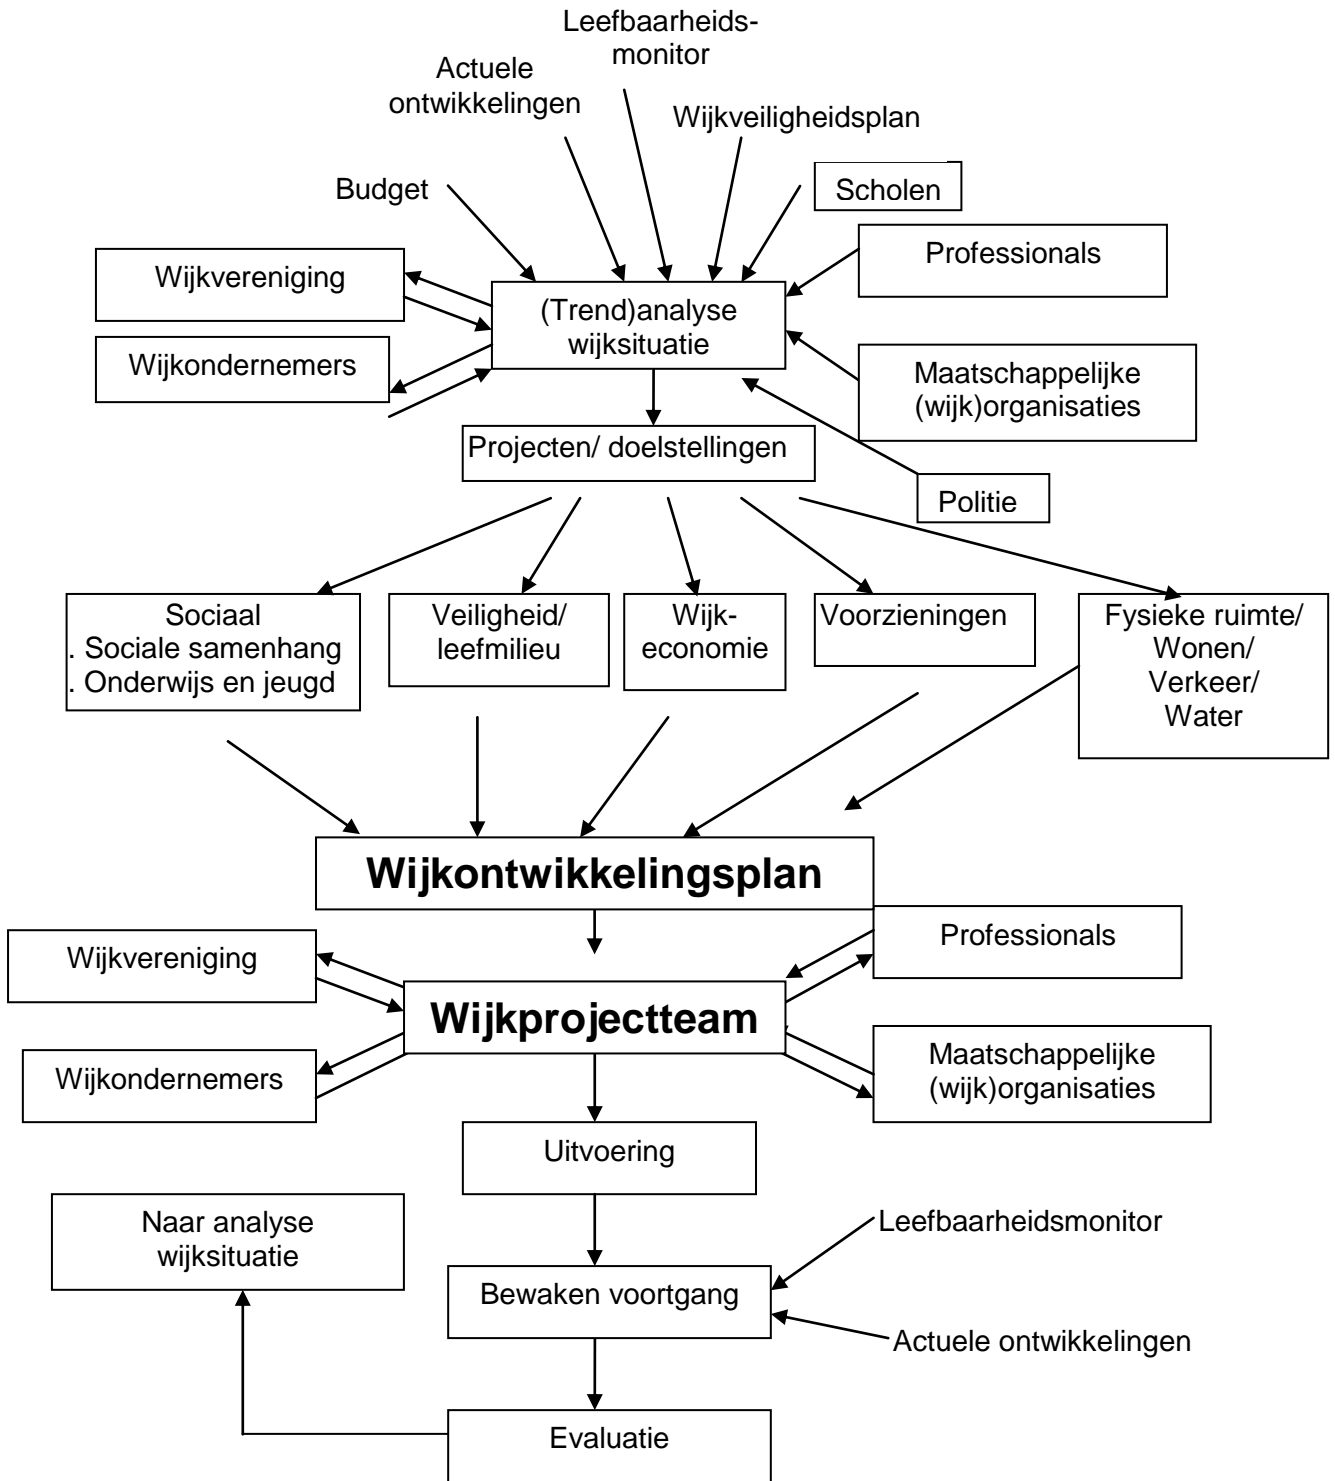 Leefbaarheids-
monitor
Actuele
ontwikkelingen
Wijkveiligheidsplan
Budget
Scholen
Wijkvereniging
Professionals
(Trend)analyse
wijksituatie
Wijkondernemers
Maatschappelijke
(wijk)organisaties
Projecten/ doelstellingen
Politie
Sociaal
. Sociale samenhang
. Onderwijs en jeugd
Veiligheid/
leefmilieu
Wijk-
economie
Voorzieningen
Fysieke ruimte/
Wonen/
Verkeer/
Water
Wijkontwikkelingsplan
Wijkvereniging
Professionals
Wijkprojectteam
Wijkondernemers
Maatschappelijke
(wijk)organisaties
Uitvoering
Naar analyse
wijksituatie
Leefbaarheidsmonitor
Bewaken voortgang
Actuele ontwikkelingen
Evaluatie